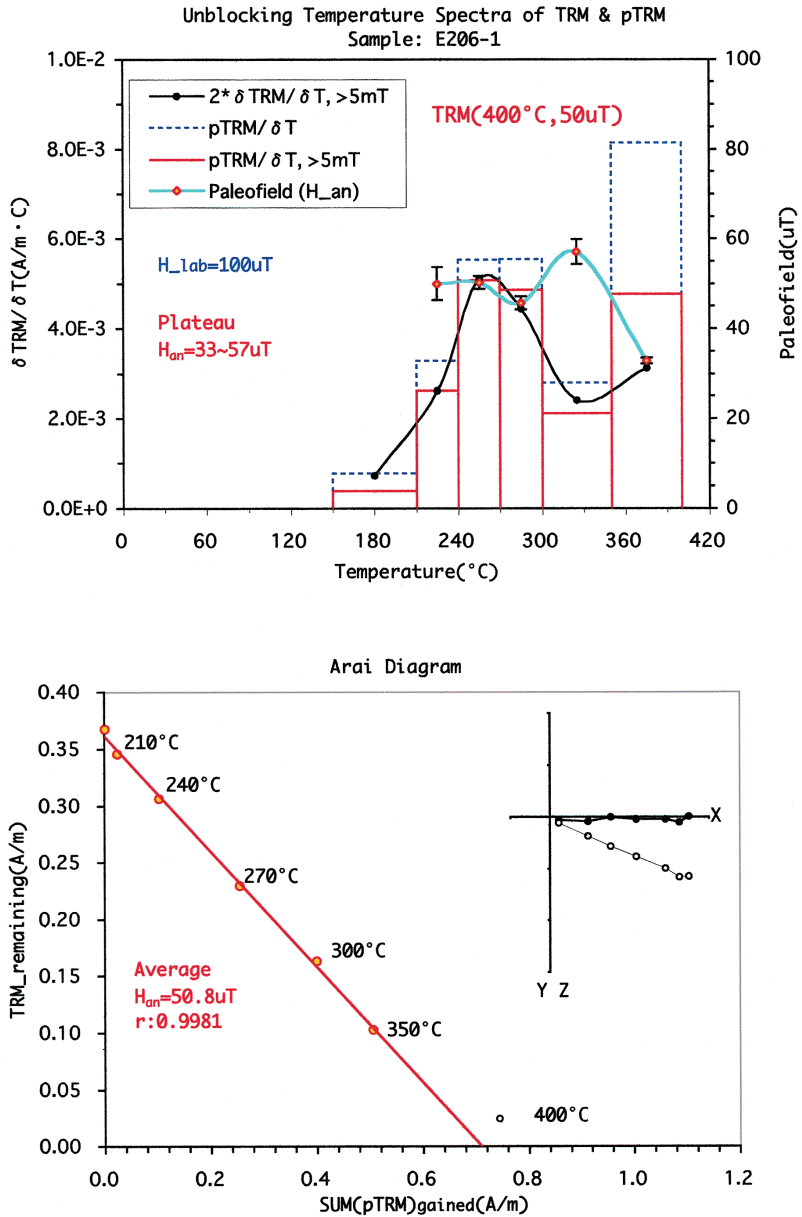 Unblocking Temperature Spectra of TRM & pTRM
Sample: E206-1
1.0E-2
8.0E-3
6.0E-3
4.0E-3
2.0E-3
0.0E+0
δTRM/δT(A/m·C)
2*δTRM/δT,>5mT
pTRM/δT
pTRM/δT,>5mT
Paleofield (H_an)
TRM(400°C,50uT)
H_lab=100uT
Plateau
Han=33~57uT
100
80
60
40
20
0
Paleofield(uT)
0 60 120 180 240 300 360 420
Temperature(°C)
Arai Diagram
0.40
0.35
0.30
0.25
0.20
0.15
0.10
0.05
0.00
TRM_remaining(A/m)
210°C
240°C
270°C
300°C
350°C
400°C
Average
Han=50.8uT
r:0.9981
X
Y Z
0.0 0.2 0.4 0.6 0.8 1.0 1.2
SUM(pTRM)gained(A/m)